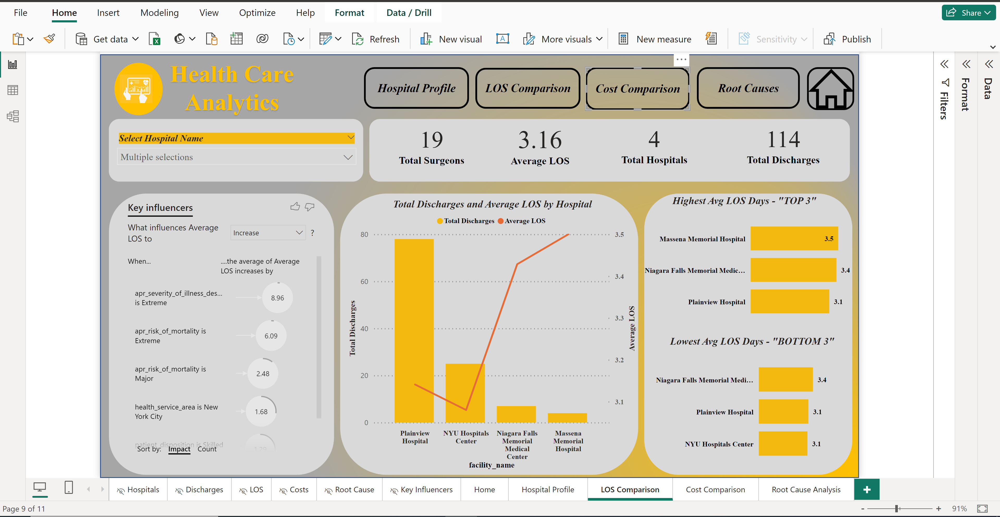 File Home Insert Modeling View Optimize Help Format Data / Drill Share
Get data Refresh New visual More visuals New measure Sensitivity Publish
Health Care
Analytics
Hospital Profile
LOS Comparison
Cost Comparison
Root Causes
Filters
Format
Data
Select Hospital Name
Multiple selections
19
Total Surgeons
3.16
Average LOS
4
Total Hospitals
114
Total Discharges
Key influencers
What influences Average
LOS to
Increase
?
When...
....the average of Average
LOS increases by
apr_severity_of_illness_des...
is Extreme
8.96
apr_risk_of_mortality is
Extreme
6.09
apr_risk_of_mortality is
Major
2.48
health_service_area is New
York City
1.68
patient_disposition is Skilled
1.29
Sort by: Impact Count
Total Discharges and Average LOS by Hospital
Total Discharges Average LOS
80
60
40
20
0
Total Discharges
3.5
3.4
3.3
3.2
3.1
Average LOS
Plainview
Hospital
NYU Hospitals
Center
Niagara Falls
Memorial
Medical
Center
Massena
Memorial
Hospital
facility_name
Highest Avg LOS Days - "TOP 3"
Massena Memorial Hospital 3.5
Niagara Falls Memorial Medic... 3.4
Plainview Hospital 3.1
Lowest Avg LOS Days - "BOTTOM 3"
Niagara Falls Memorial Medi... 3.4
Plainview Hospital 3.1
NYU Hospitals Center 3.1
Hospitals Discharges LOS Costs Root Cause Key Influencers Home Hospital Profile LOS Comparison Cost Comparison Root Cause Analysis +
Page 9 of 11
- + 91%